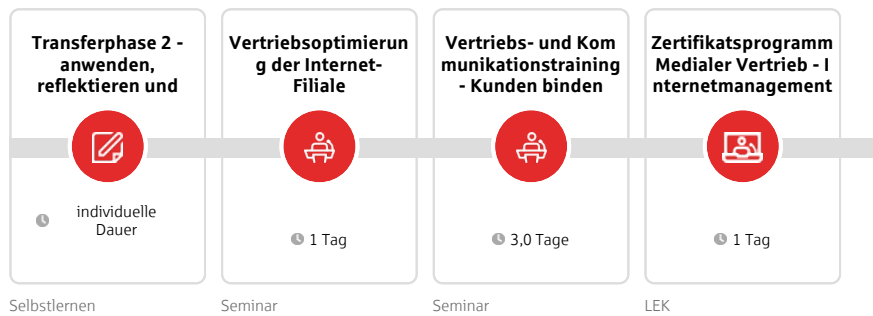 Transferphase 2 -
anwenden,
reflektieren und
individuelle
Dauer
Selbstlernen
Vertriebsoptimierun
g der Internet-
Filiale
1 Tag
Seminar
Vertriebs- und Kom
munikationstraining
- Kunden binden
3,0 Tage
Seminar
Zertifikatsprogramm
Medialer Vertrieb - I
nternetmanagement
1 Tag
LEK